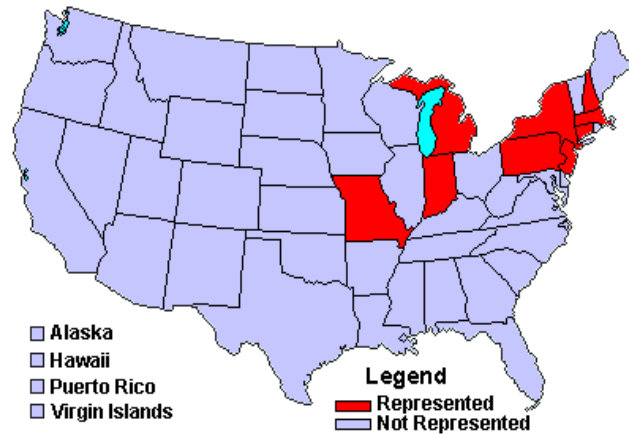 Alaska
Hawaii
Puerto Rico
Virgin Islands
Legend
Represented
Not Represented